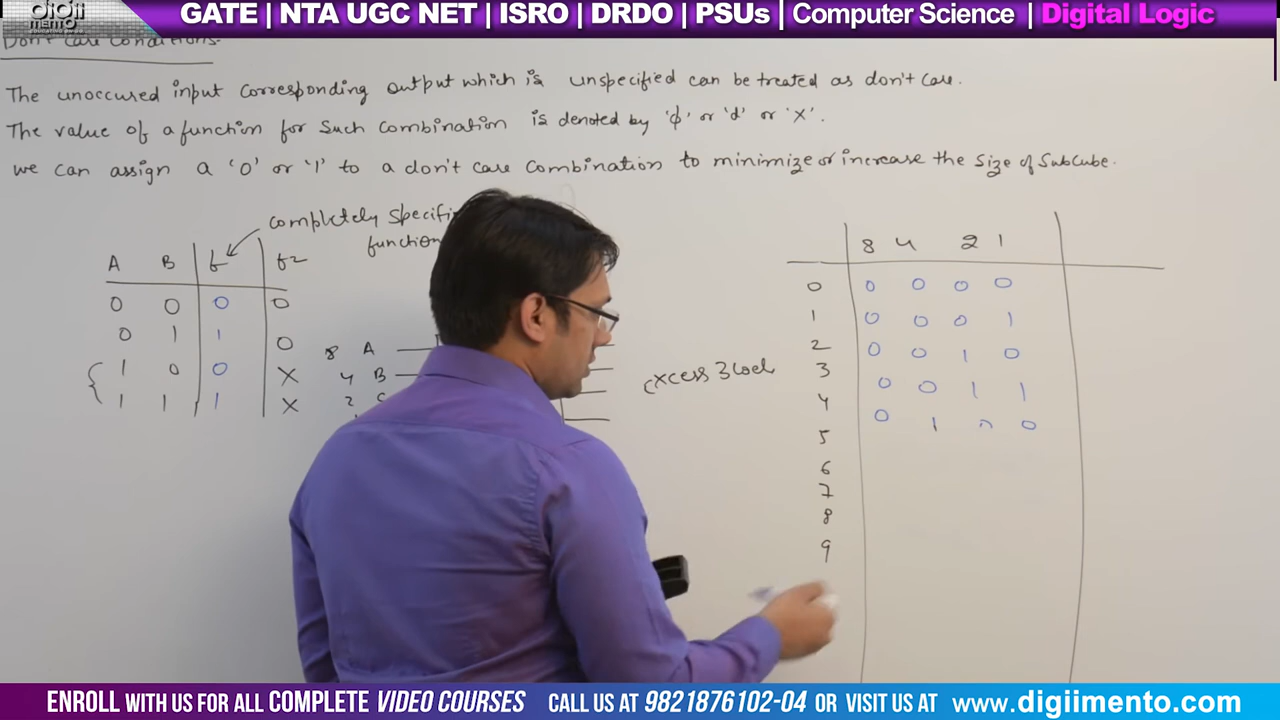 digiimento
GATE | NTA UGC NET | ISRO | DRDO | PSUs | Computer Science | Digital Logic
Don't care conditions.
The unoccured input corresponding output which is unspecified can be treated as don't care.
The value of a function for such combination is denoted by 'ϕ' or 'd' or 'X'.
we can assign a '0' or '1' to a don't care combination to minimize or increase the size of subcube.
completely specifi
function
A B f f2
0 0 0 0
0 1 1 0
1 0 0 X
1 1 1 X
8 A
4 B
2 C
excess 3 code
8 4 2 1
0 0 0 0 0
1 0 0 0 1
2 0 0 1 0
3 0 0 1 1
4 0 1 0 0
5
6
7
8
9
ENROLL WITH US FOR ALL COMPLETE VIDEO COURSES CALL US AT 9821876102-04 OR VISIT US AT www.digiimento.com